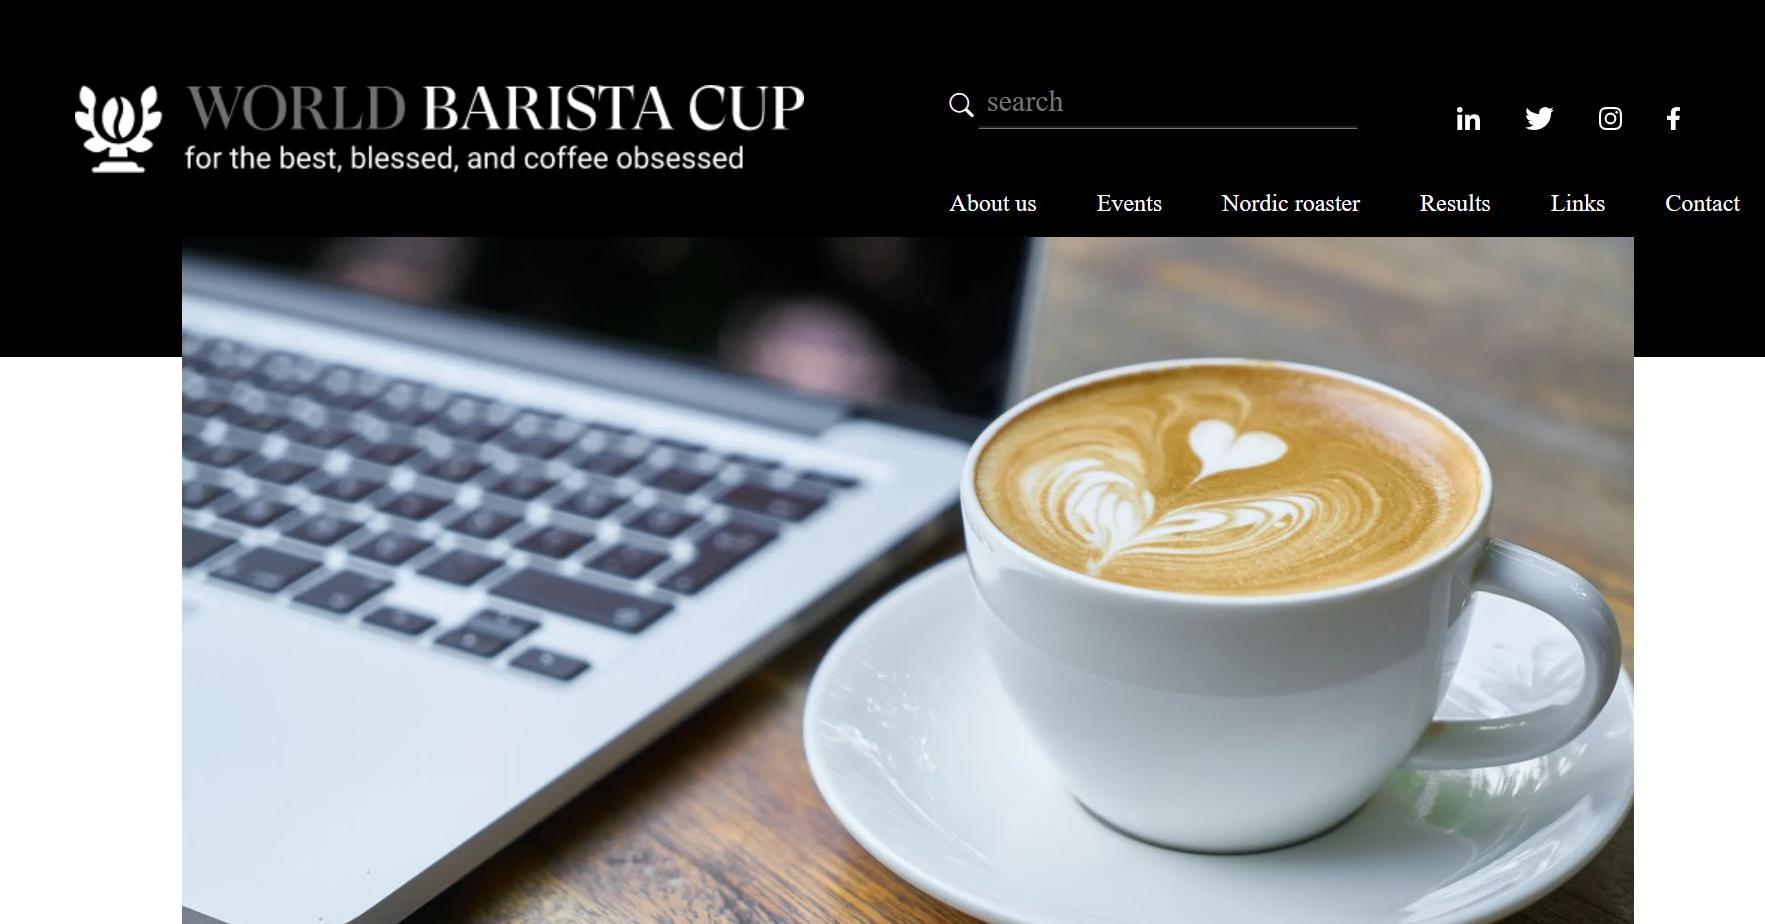 WORLD BARISTA CUP
for the best, blessed, and coffee obsessed
search
in
f
About us Events Nordic roaster Results Links Contact